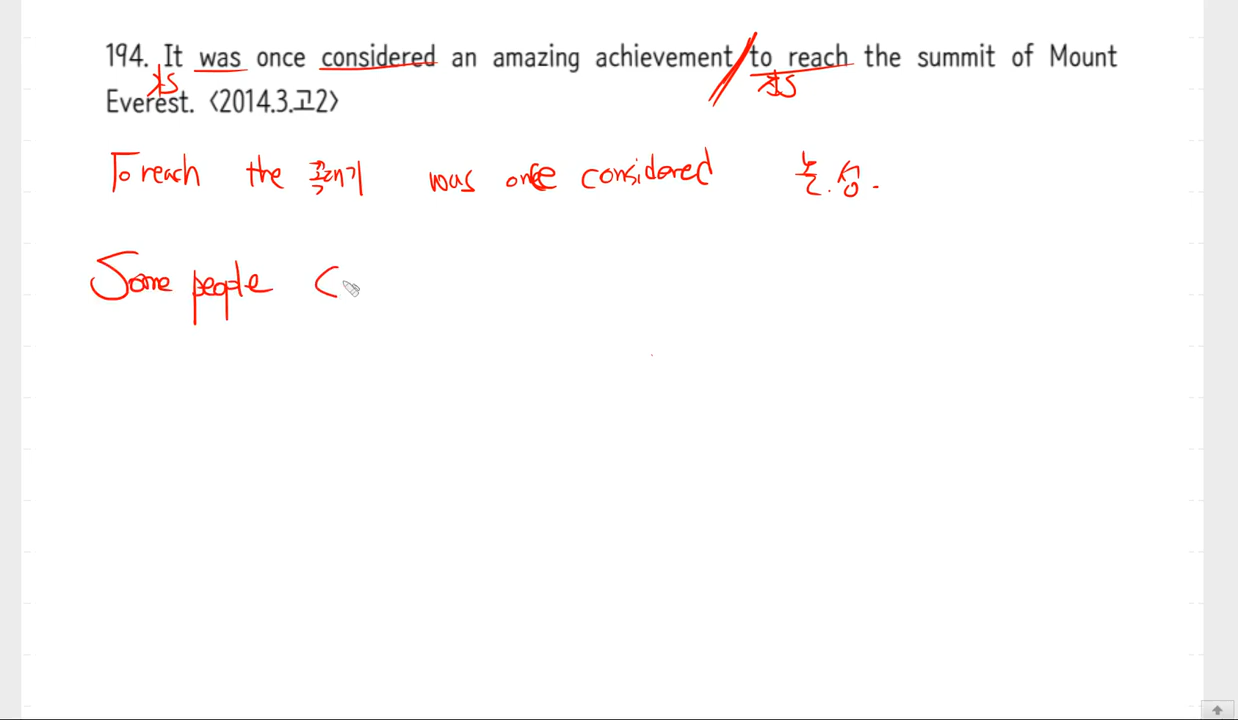 194. It was once considered an amazing achievement to reach the summit of Mount
가S 진S
Everest. <2014.3.고2>
To reach the 꼭대기 was once considered 놀.성.
Some people C